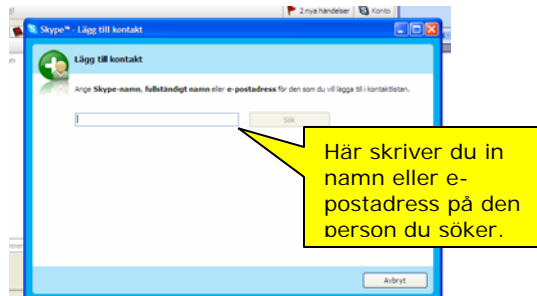 2 nya händelser
Konto
Skype™ - Lägg till kontakt
Lägg till kontakt
Ange Skype-namn, fullständigt namn eller e-postadress för den som du vill lägga till i kontaktlistan.
Sök
Här skriver du in
namn eller e-
postadress på den
person du söker.
Avbryt